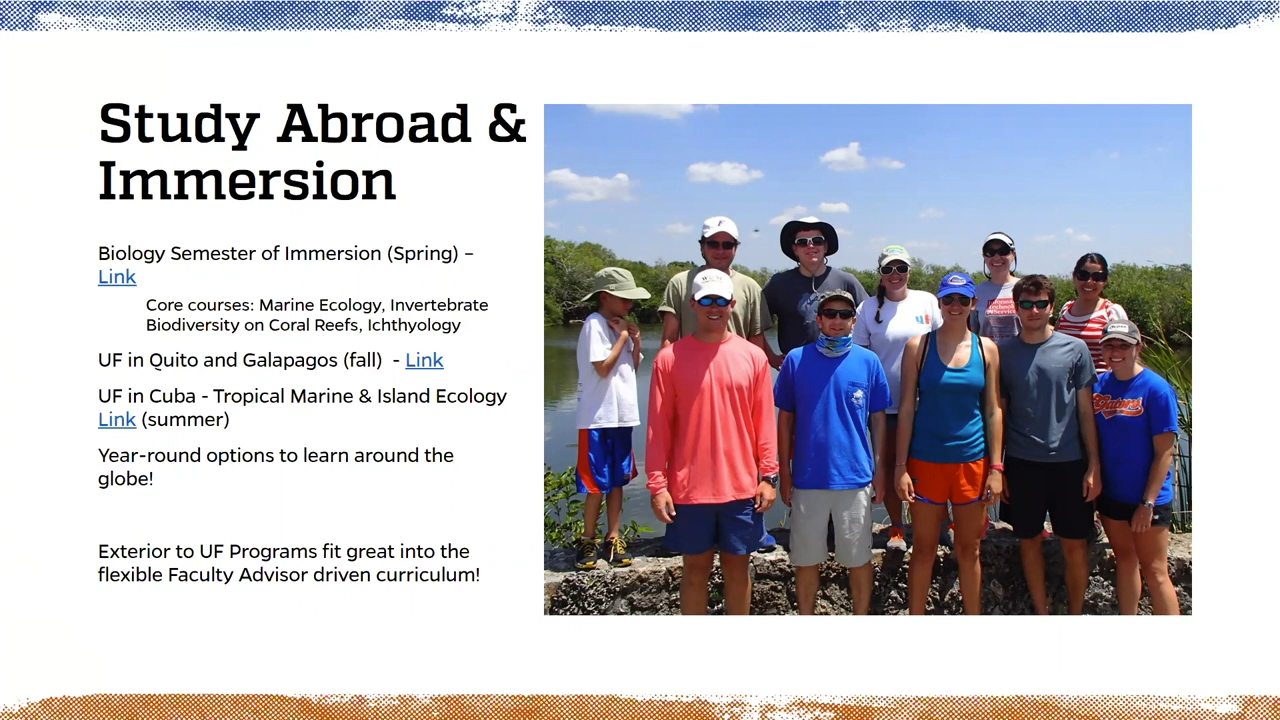 Study Abroad &
Immersion
Biology Semester of Immersion (Spring) –
Link
Core courses: Marine Ecology, Invertebrate
Biodiversity on Coral Reefs, Ichthyology
UF in Quito and Galapagos (fall)  - Link
UF in Cuba - Tropical Marine & Island Ecology
Link (summer)
Year-round options to learn around the
globe!
Exterior to UF Programs fit great into the
flexible Faculty Advisor driven curriculum!
Gators